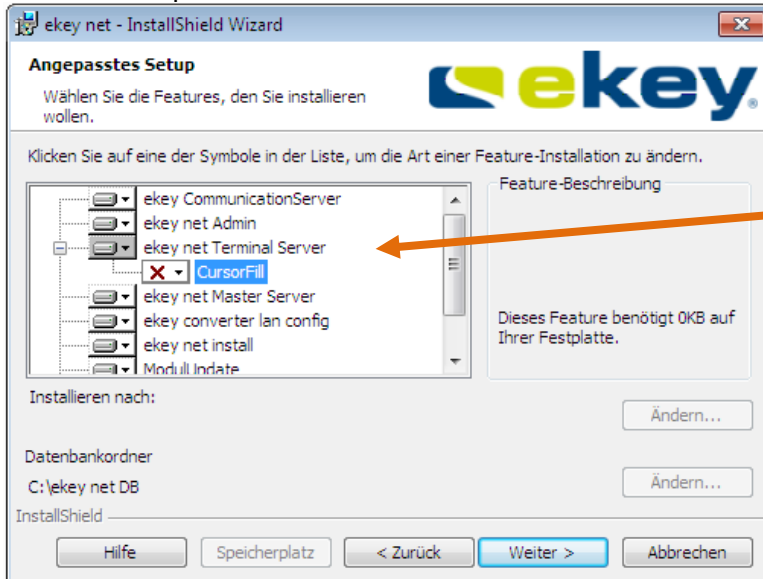 ekey net - InstallShield Wizard
Angepasstes Setup
Wählen Sie die Features, den Sie installieren
wollen.
ekey
Klicken Sie auf eine der Symbole in der Liste, um die Art einer Feature-Installation zu ändern.
ekey CommunicationServer
ekey net Admin
ekey net Terminal Server
CursorFill
ekey net Master Server
ekey converter lan config
ekey net install
ModulUpdate
Feature-Beschreibung
Dieses Feature benötigt 0KB auf
Ihrer Festplatte.
Installieren nach:
Ändern...
Datenbankordner
C:\ekey net DB
Ändern...
InstallShield
Hilfe
Speicherplatz
< Zurück
Weiter >
Abbrechen